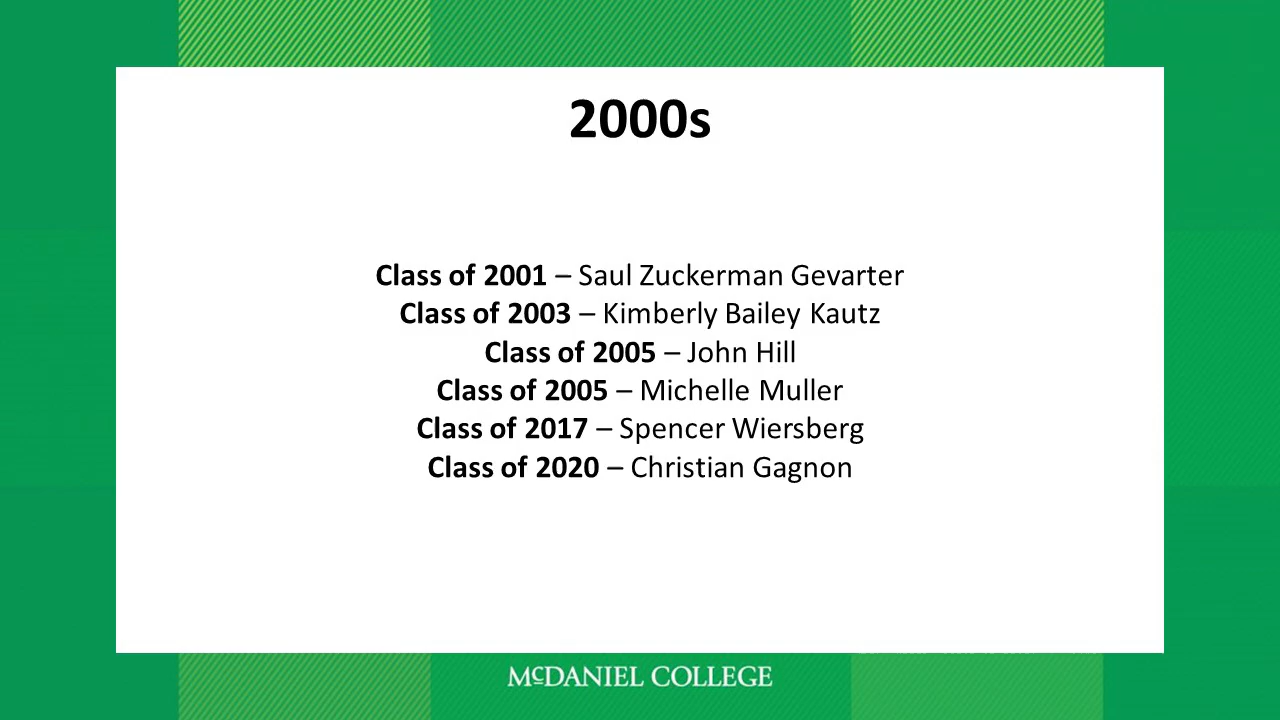 2000s
Class of 2001 – Saul Zuckerman Gevarter
Class of 2003 – Kimberly Bailey Kautz
Class of 2005 – John Hill
Class of 2005 – Michelle Muller
Class of 2017 – Spencer Wiersberg
Class of 2020 – Christian Gagnon
McDANIEL COLLEGE